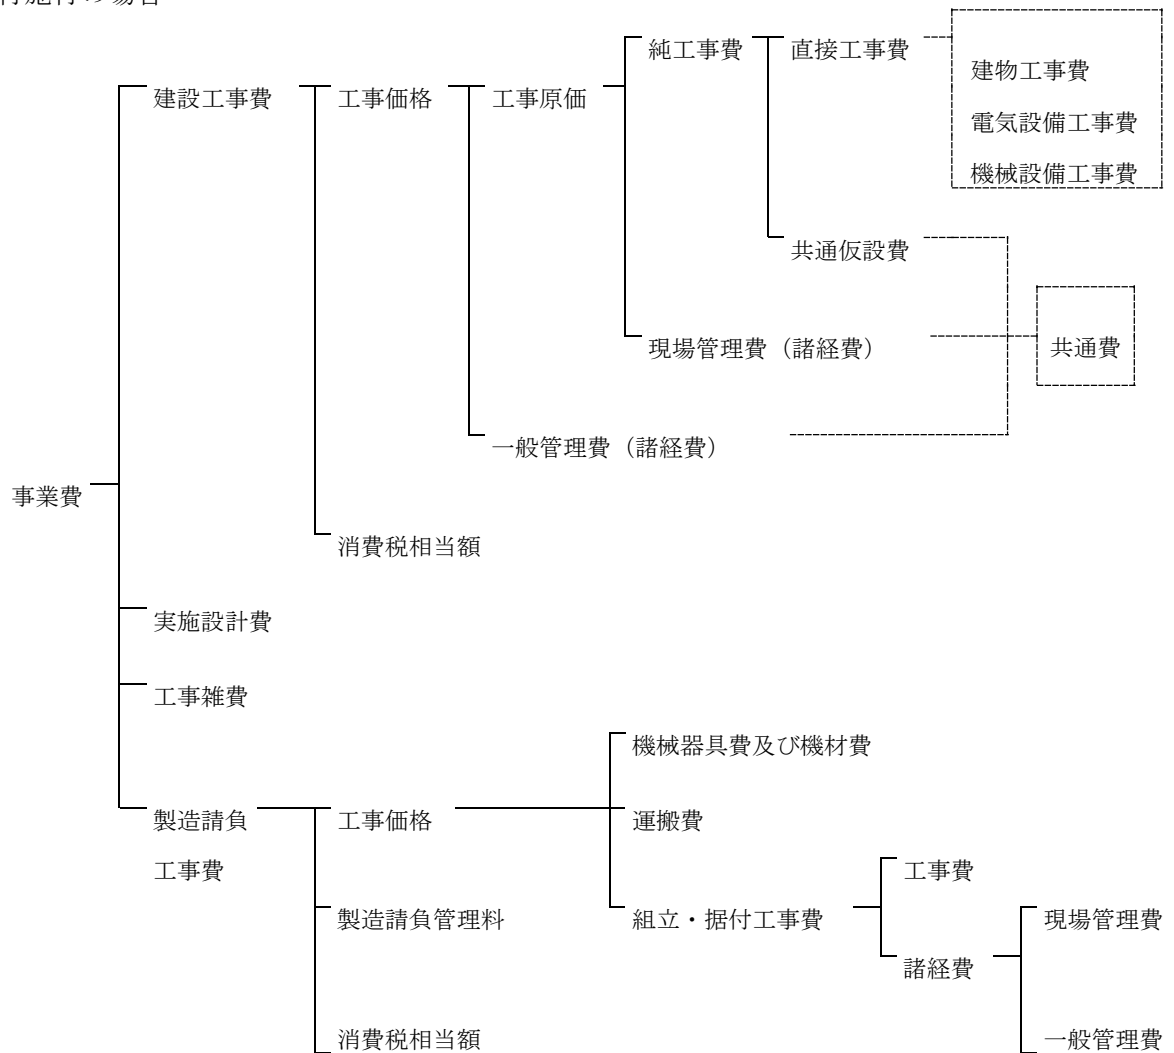 純工事費
直接工事費
建物工事費
電気設備工事費
機械設備工事費
建設工事費
工事価格
工事原価
共通仮設費
現場管理費（諸経費）
共通費
一般管理費（諸経費）
事業費
消費税相当額
実施設計費
工事雑費
機械器具費及び機材費
製造請負
工事費
工事価格
運搬費
工事費
製造請負管理料
組立・据付工事費
現場管理費
諸経費
消費税相当額
一般管理費